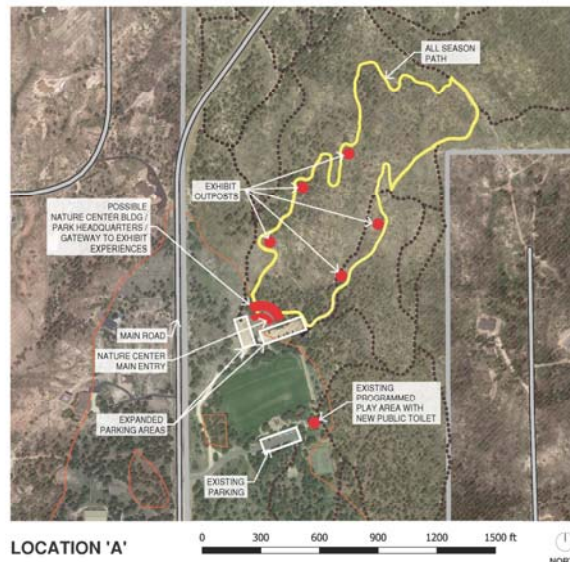 ALL SEASON
PATH
EXHIBIT
OUTPOSTS
POSSIBLE
NATURE CENTER BLDG /
PARK HEADQUARTERS /
GATEWAY TO EXHIBIT
EXPERIENCES
MAIN ROAD
NATURE CENTER
MAIN ENTRY
EXPANDED
PARKING AREAS
EXISTING
PROGRAMMED
PLAY AREA WITH
NEW PUBLIC TOILET
EXISTING
PARKING
LOCATION 'A'
0 300 600 900 1500 ft
NORTH